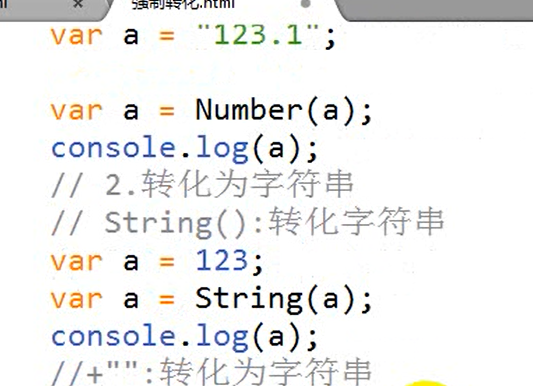 强制转化.html
var a = "123.1";
var a = Number(a);
console.log(a);
// 2.转化为字符串
// String():转化字符串
var a = 123;
var a = String(a);
console.log(a);
//+"":转化为字符串